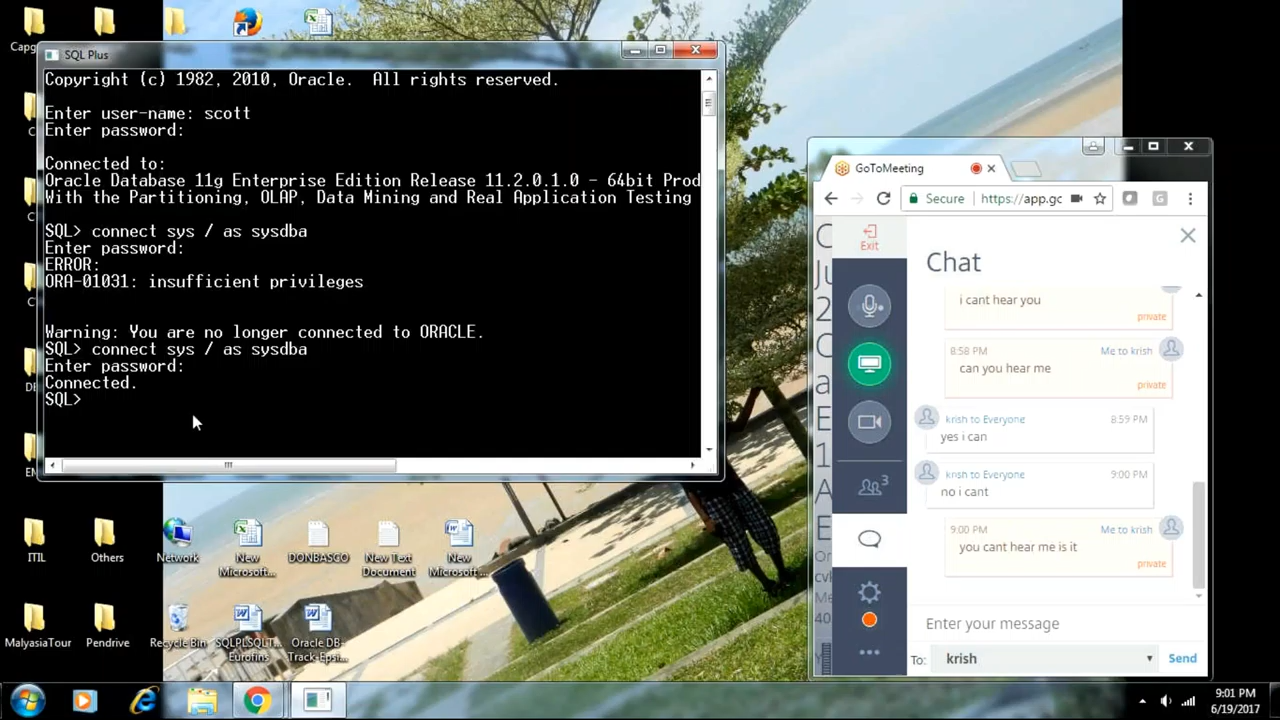 Capg
SQL Plus
Copyright (c) 1982, 2010, Oracle.  All rights reserved.
Enter user-name: scott
Enter password:
Connected to:
Oracle Database 11g Enterprise Edition Release 11.2.0.1.0 - 64bit Prod
With the Partitioning, OLAP, Data Mining and Real Application Testing
SQL> connect sys / as sysdba
Enter password:
ERROR:
ORA-01031: insufficient privileges
Warning: You are no longer connected to ORACLE.
SQL> connect sys / as sysdba
Enter password:
Connected.
SQL>
GoToMeeting
Secure
https://app.gc
Exit
3
Chat
i cant hear you
private
8:58 PM Me to krish
can you hear me
private
krish to Everyone 8:59 PM
yes i can
krish to Everyone 9:00 PM
no i cant
9:00 PM Me to krish
you cant hear me is it
private
Enter your message
To: krish Send
ITIL
Others
Network
New Microsoft...
DONBASCO
New Text Document
New Microsoft...
MalyasiaTour
Pendrive
Recycle Bin
SQLPLSQLT... Eurofins
Oracle DB-Track-Epsi...
9:01 PM
6/19/2017